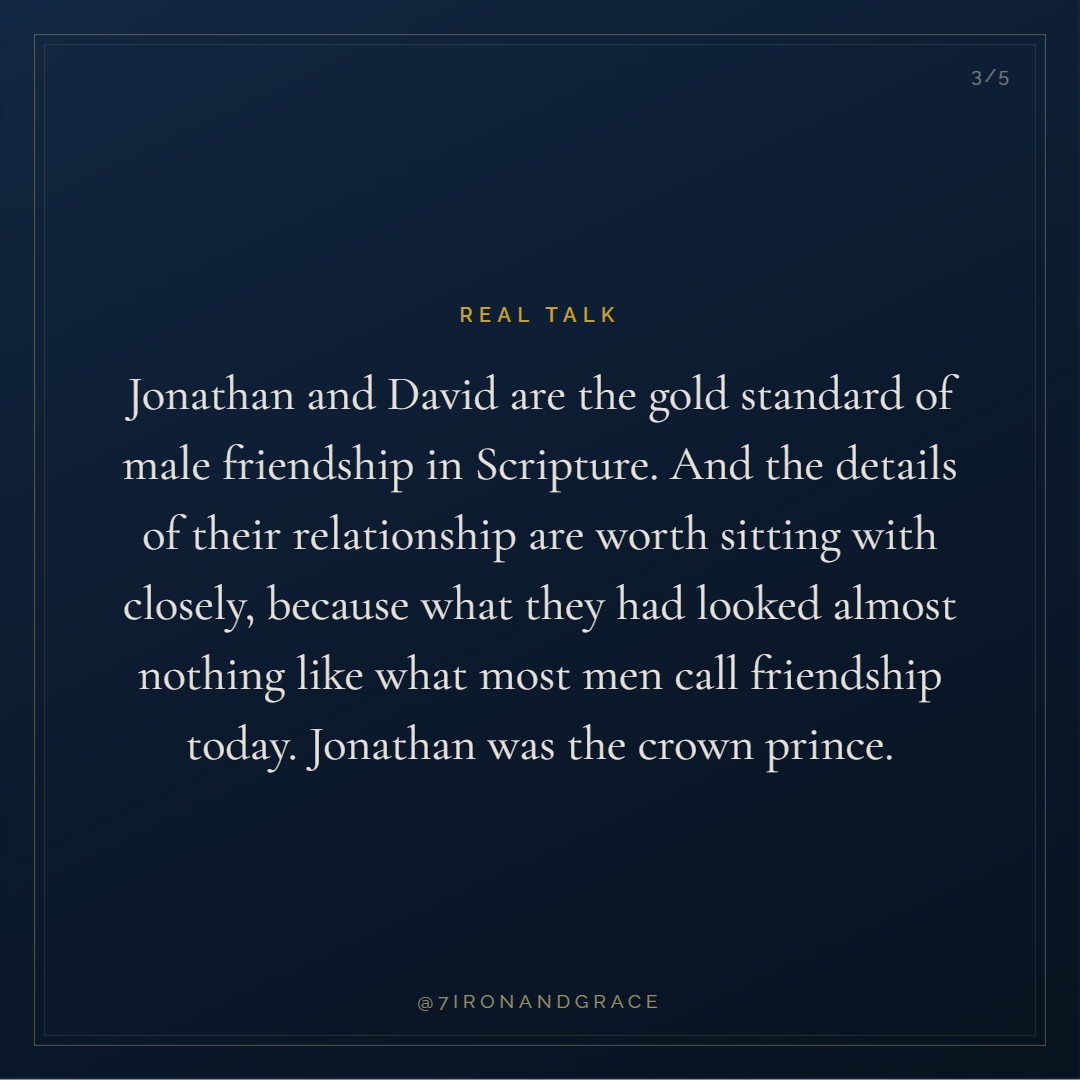 3/5
REAL TALK
Jonathan and David are the gold standard of
male friendship in Scripture. And the details
of their relationship are worth sitting with
closely, because what they had looked almost
nothing like what most men call friendship
today. Jonathan was the crown prince.
@7IRONANDGRACE